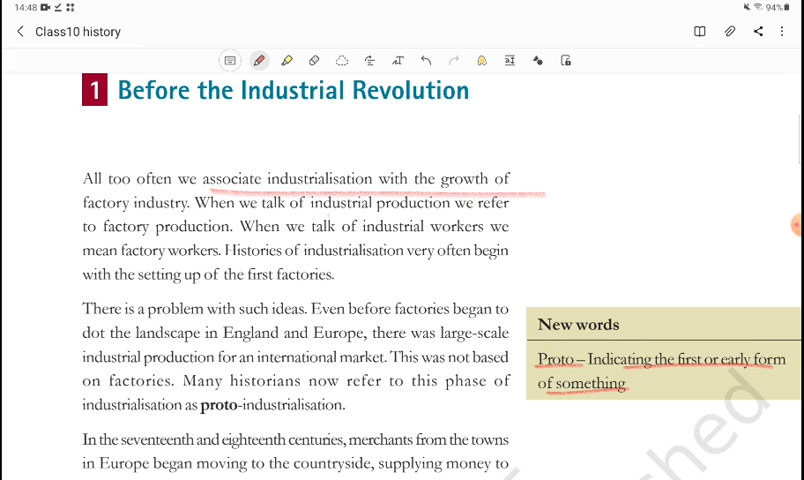 14:48
94%
Class10 history
1 Before the Industrial Revolution
All too often we associate industrialisation with the growth of
factory industry. When we talk of industrial production we refer
to factory production. When we talk of industrial workers we
mean factory workers. Histories of industrialisation very often begin
with the setting up of the first factories.
There is a problem with such ideas. Even before factories began to
dot the landscape in England and Europe, there was large-scale
industrial production for an international market. This was not based
on factories. Many historians now refer to this phase of
industrialisation as proto-industrialisation.
New words
Proto – Indicating the first or early form
of something
In the seventeenth and eighteenth centuries, merchants from the towns
in Europe began moving to the countryside, supplying money to